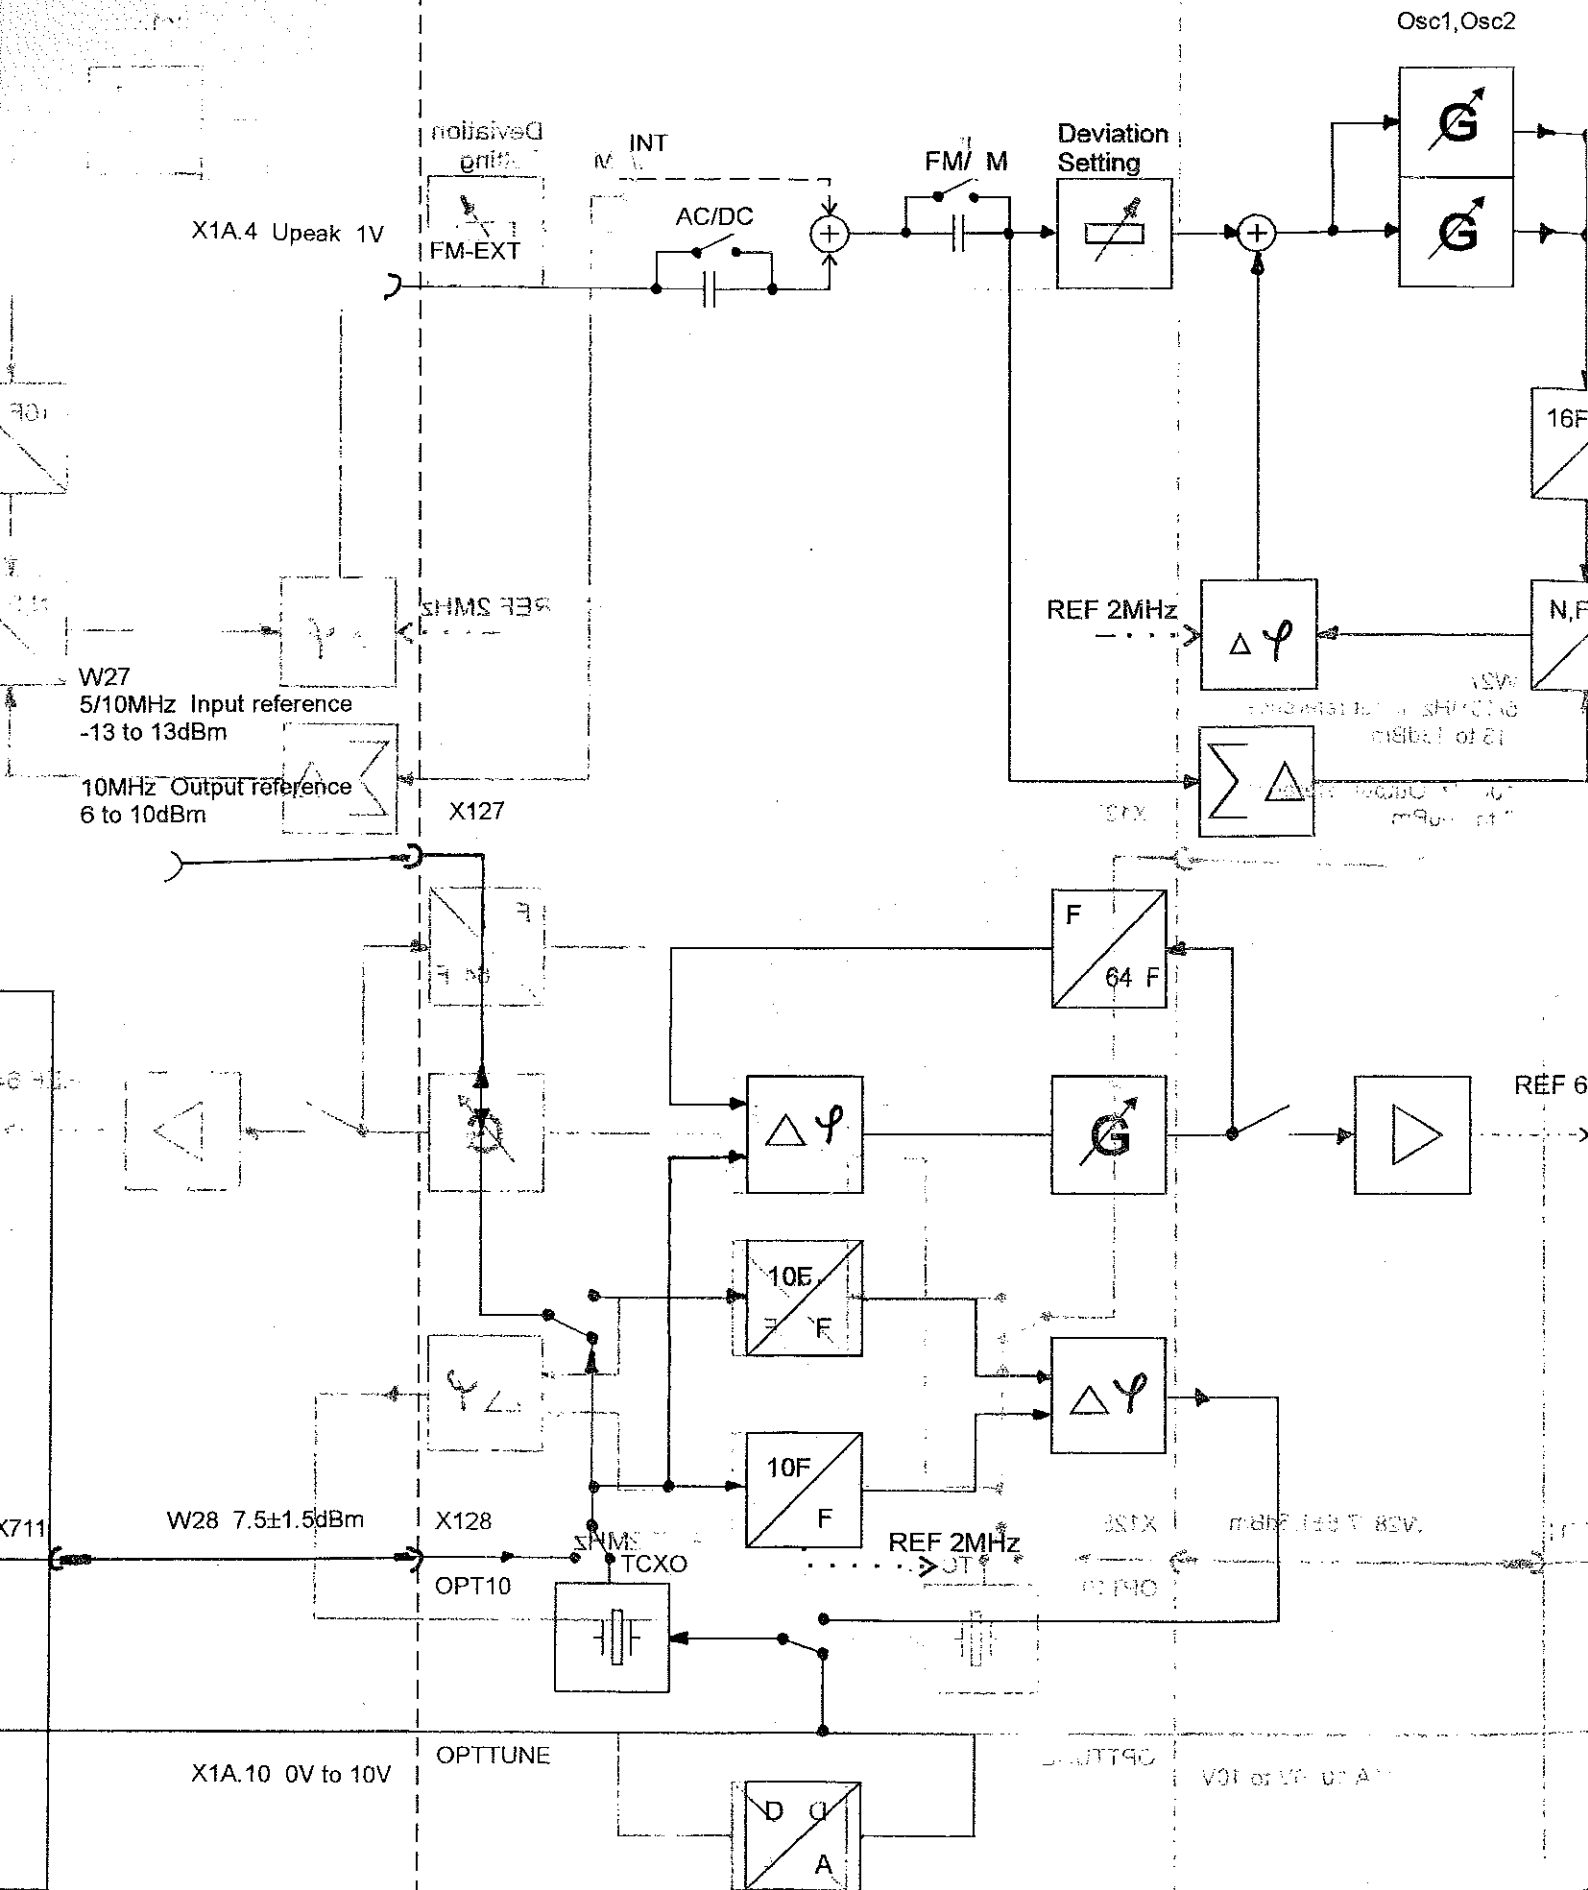 Osc1,Osc2
G
G
Deviation
Setting
INT
FM/ M
AC/DC
X1A.4 Upeak 1V
FM-EXT
16F
REF 2MHz
Δ φ
N,F
W27
5/10MHz Input reference
-13 to 13dBm
10MHz Output reference
6 to 10dBm
X127
Σ Δ
F
64 F
Δ φ
G
REF 6
10F
F
Δ φ
10F
F
X711
W28 7.5±1.5dBm
X128
OPT10
TCXO
REF 2MHz
X1A.10 0V to 10V
OPTTUNE
D
A